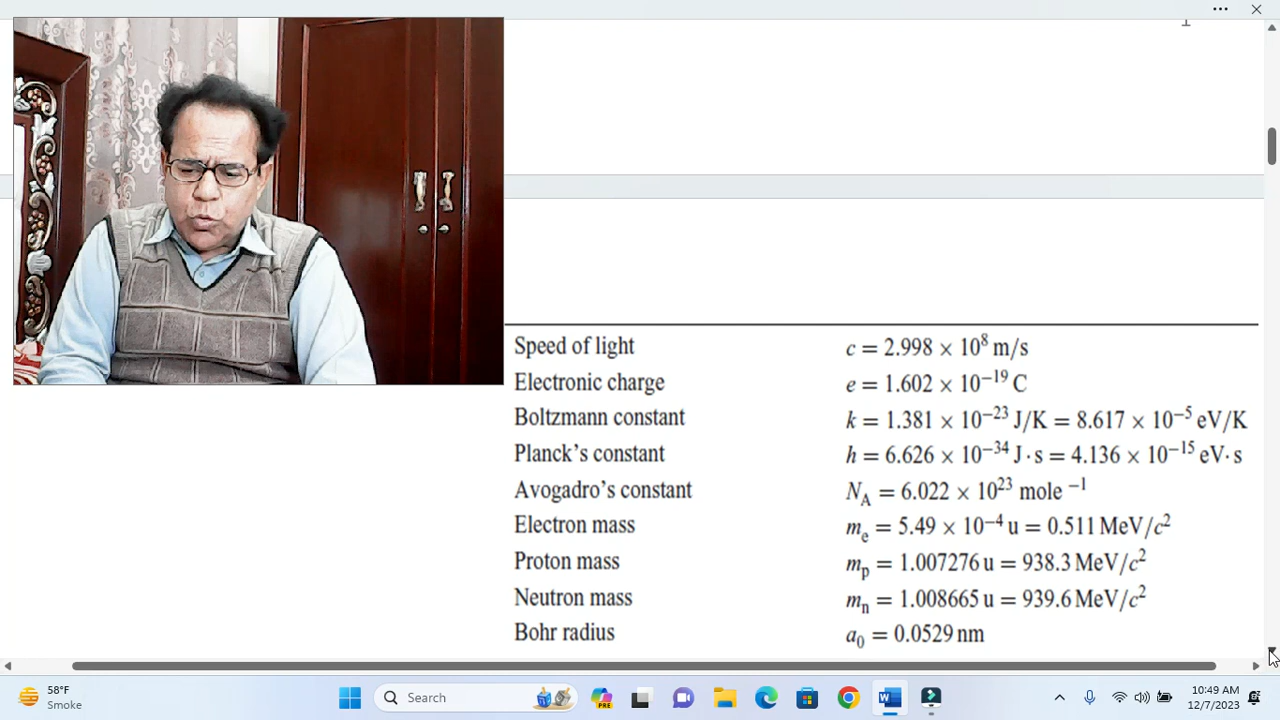 Speed of light c = 2.998 × 10⁸ m/s
Electronic charge e = 1.602 × 10⁻¹⁹ C
Boltzmann constant k = 1.381 × 10⁻²³ J/K = 8.617 × 10⁻⁵ eV/K
Planck's constant h = 6.626 × 10⁻³⁴ J·s = 4.136 × 10⁻¹⁵ eV·s
Avogadro's constant N_A = 6.022 × 10²³ mole ⁻¹
Electron mass mₑ = 5.49 × 10⁻⁴ u = 0.511 MeV/c²
Proton mass mₚ = 1.007276 u = 938.3 MeV/c²
Neutron mass mₙ = 1.008665 u = 939.6 MeV/c²
Bohr radius a₀ = 0.0529 nm
58°F
Smoke
Search
PRE
10:49 AM
12/7/2023